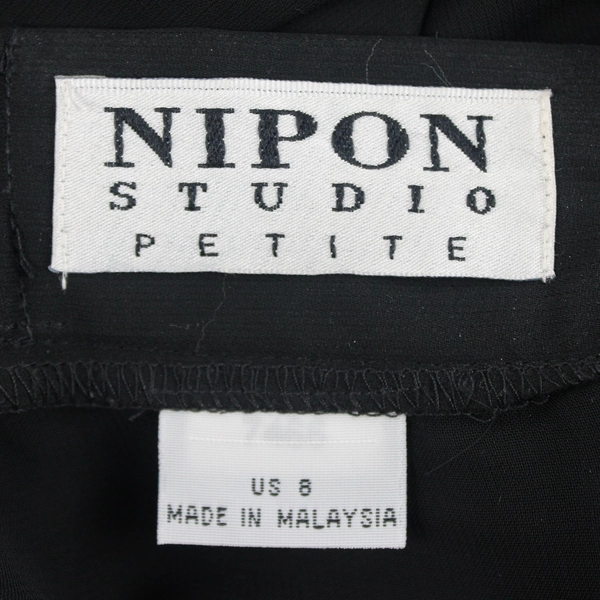 NIPON
STUDIO
PETITE
US 8
MADE IN MALAYSIA